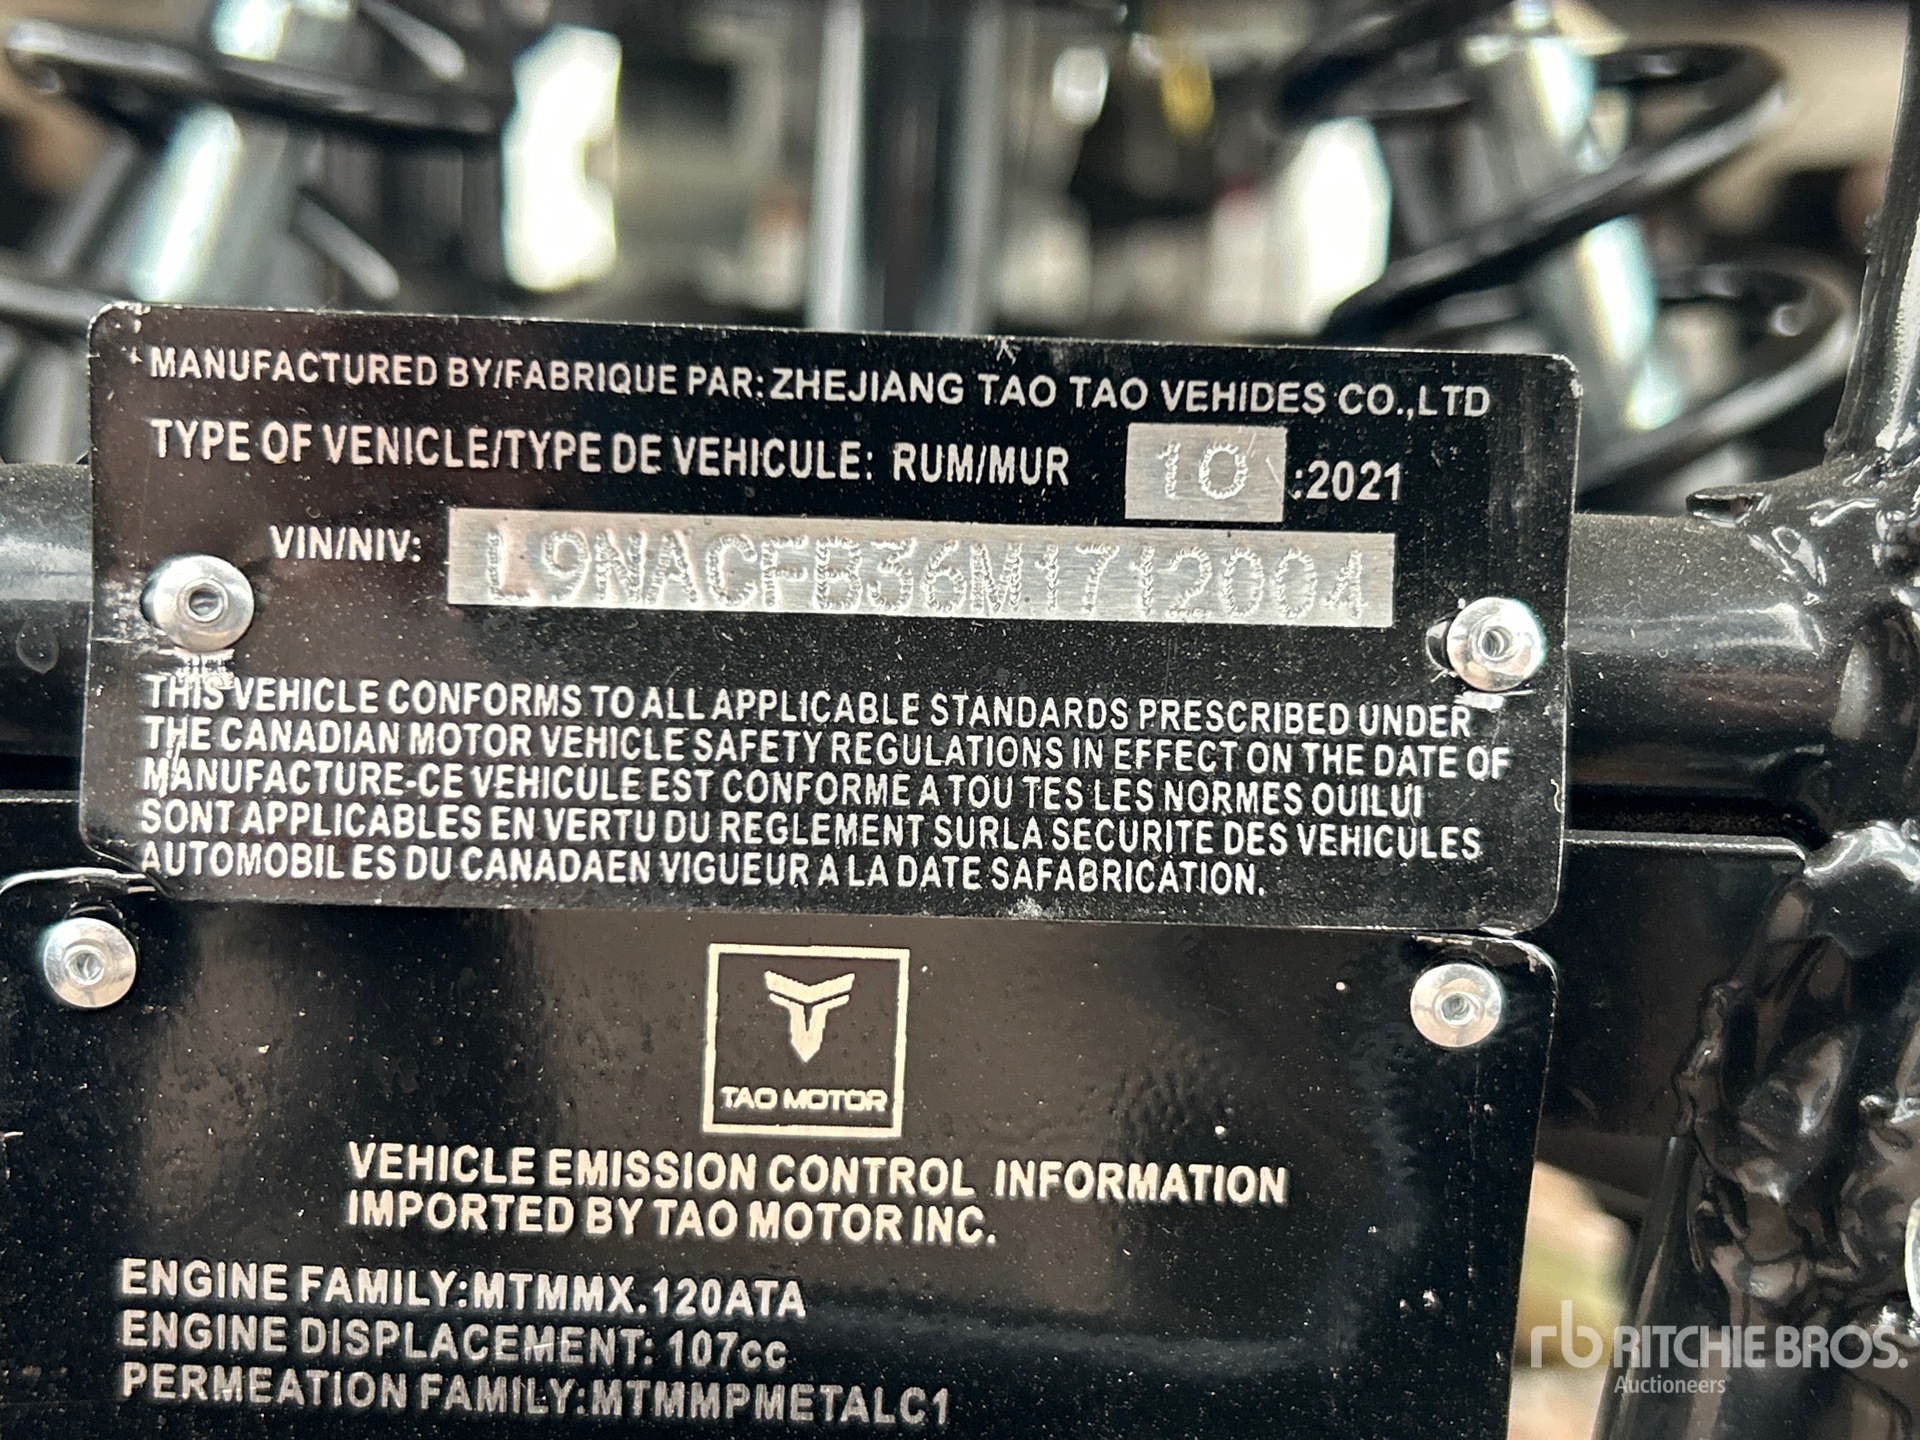 MANUFACTURED BY/FABRIQUE PAR: ZHEJIANG TAO TAO VEHIDES CO.,LTD
TYPE OF VENICLE/TYPE DE VEHICULE: RUM/MUR 10 :2021
VIN/NIV: L9NACFB36M1712004
THIS VEHICLE CONFORMS TO ALL APPLICABLE STANDARDS PRESCRIBED UNDER
THE CANADIAN MOTOR VEHICLE SAFETY REGULATIONS IN EFFECT ON THE DATE OF
MANUFACTURE-CE VEHICULE EST CONFORME A TOU TES LES NORMES OUILUI
SONT APPLICABLES EN VERTU DU REGLEMENT SURLA SECURITE DES VEHICULES
AUTOMOBILES DU CANADAEN VIGUEUR A LA DATE SAFABRICATION.
TAO MOTOR
VEHICLE EMISSION CONTROL INFORMATION
IMPORTED BY TAO MOTOR INC.
ENGINE FAMILY:MTMMX.120ATA
ENGINE DISPLACEMENT: 107cc
PERMEATION FAMILY:MTMMPMETALC1
rb RITCHIE BROS.
Auctioneers